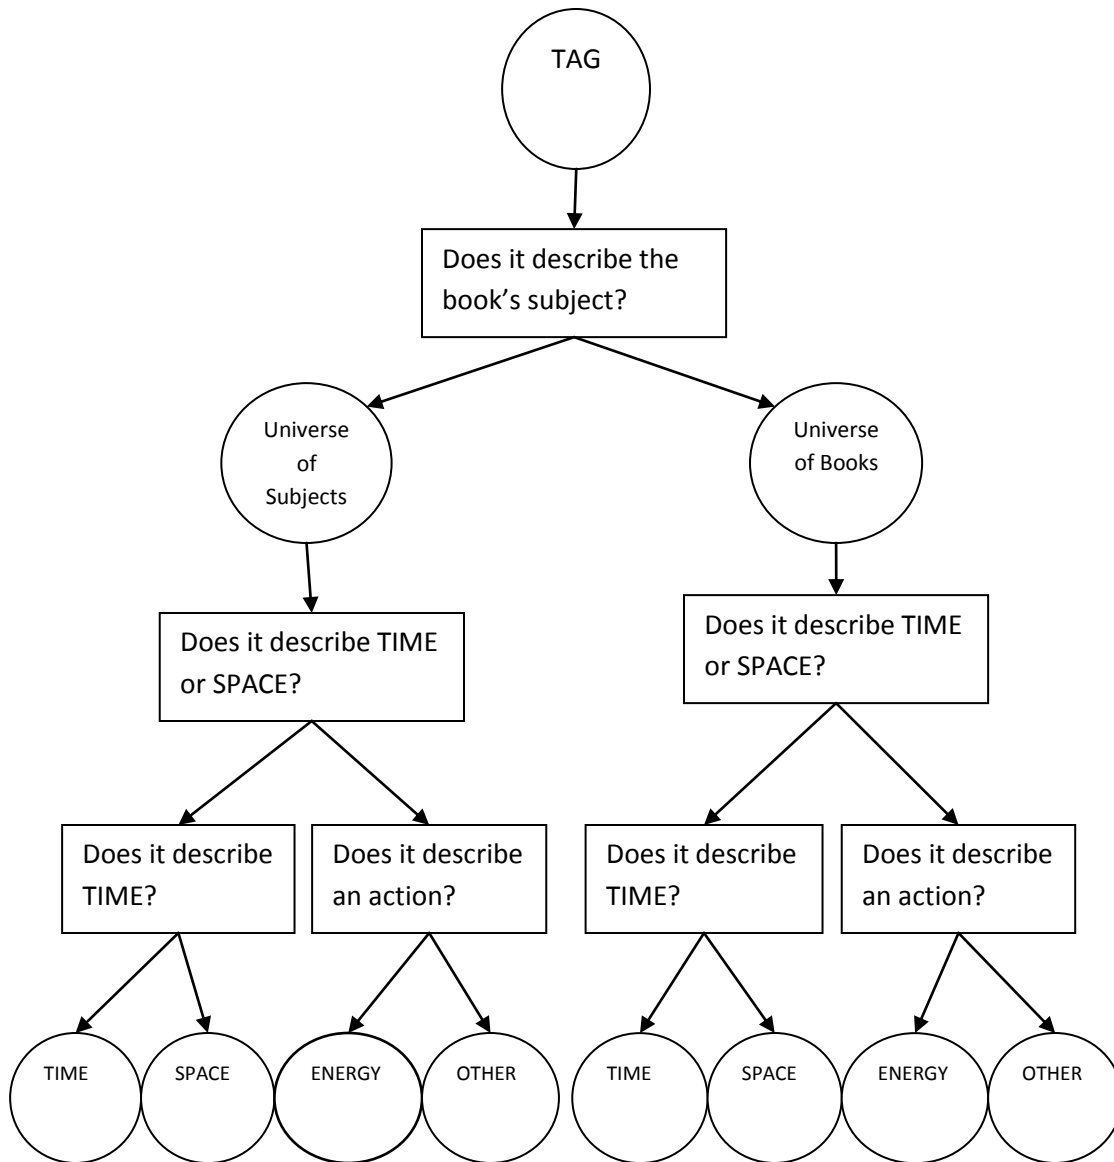 TAG
Does it describe the
book’s subject?
Universe
of
Subjects
Universe
of Books
Does it describe TIME
or SPACE?
Does it describe TIME
or SPACE?
Does it describe
TIME?
Does it describe
an action?
Does it describe
TIME?
Does it describe
an action?
TIME
SPACE
ENERGY
OTHER
TIME
SPACE
ENERGY
OTHER